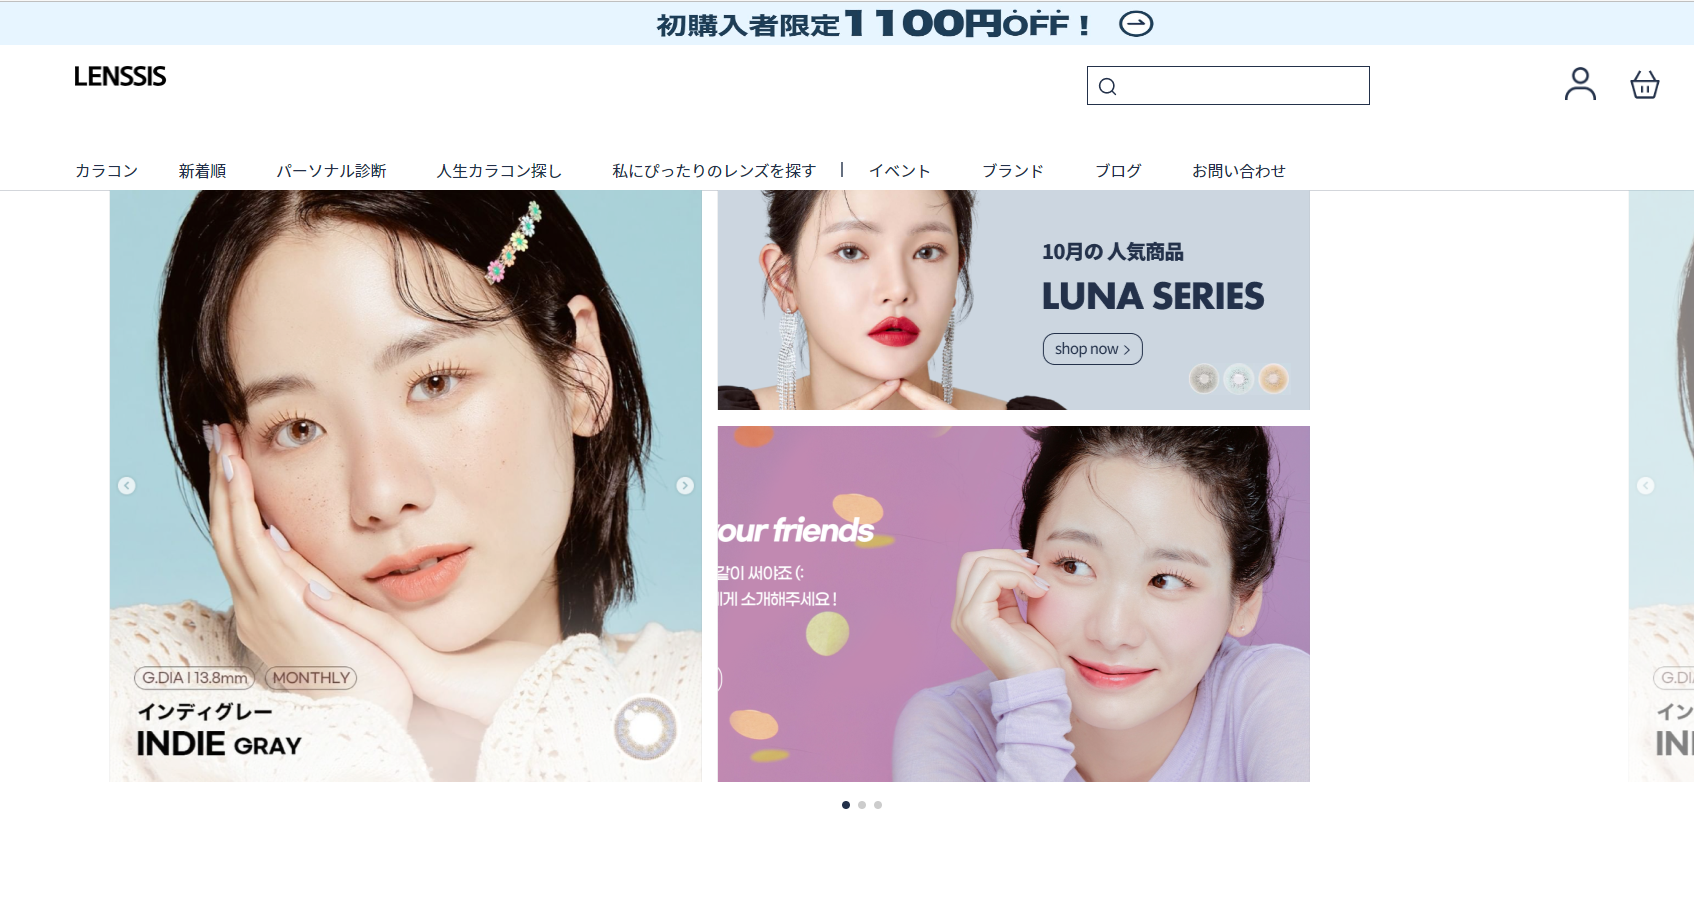 初購入者限定1100円OFF！
LENSSIS
カラコン 新着順 パーソナル診断 人生カラコン探し 私にぴったりのレンズを探す | イベント ブランド ブログ お問い合わせ
G.DIA I 13.8mm MONTHLY
インディグレー
INDIE GRAY
10月の 人気商品
LUNA SERIES
shop now >
our friends
같이 써야죠 (:
게 소개해주세요 !
G.DI
イン
IN